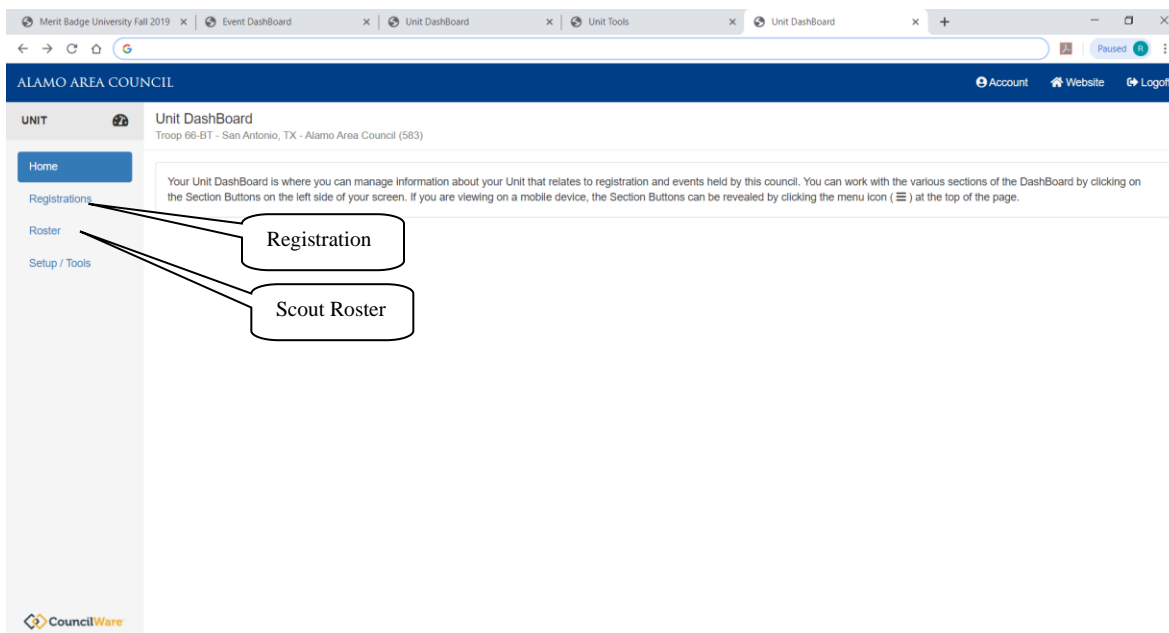 Merit Badge University Fall 2019
Event DashBoard
Unit DashBoard
Unit Tools
Unit DashBoard
G
Paused
R
ALAMO AREA COUNCIL
Account
Website
Logoff
UNIT
Unit DashBoard
Troop 66-BT - San Antonio, TX - Alamo Area Council (583)
Home
Registrations
Roster
Setup / Tools
Your Unit DashBoard is where you can manage information about your Unit that relates to registration and events held by this council. You can work with the various sections of the DashBoard by clicking on
the Section Buttons on the left side of your screen. If you are viewing on a mobile device, the Section Buttons can be revealed by clicking the menu icon ( ☰ ) at the top of the page.
Registration
Scout Roster
CouncilWare